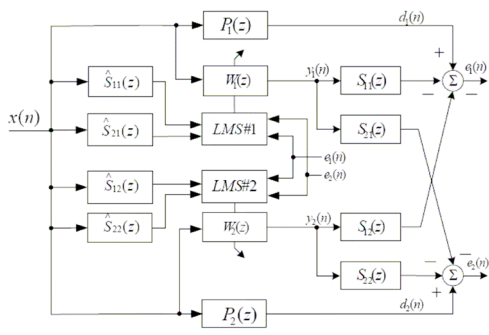 P₁(z)
d₁(n)
+
Ŝ₁₁(z)
W₁(z)
y₁(n)
S₁₁(z)
−
Σ
e₁(n)
−
x(n)
Ŝ₂₁(z)
LMS#1
S₂₁(z)
e₁(n)
e₂(n)
Ŝ₁₂(z)
LMS#2
Ŝ₂₂(z)
W₂(z)
y₂(n)
S₁₂(z)
−
S₂₂(z)
−
Σ
e₂(n)
+
P₂(z)
d₂(n)